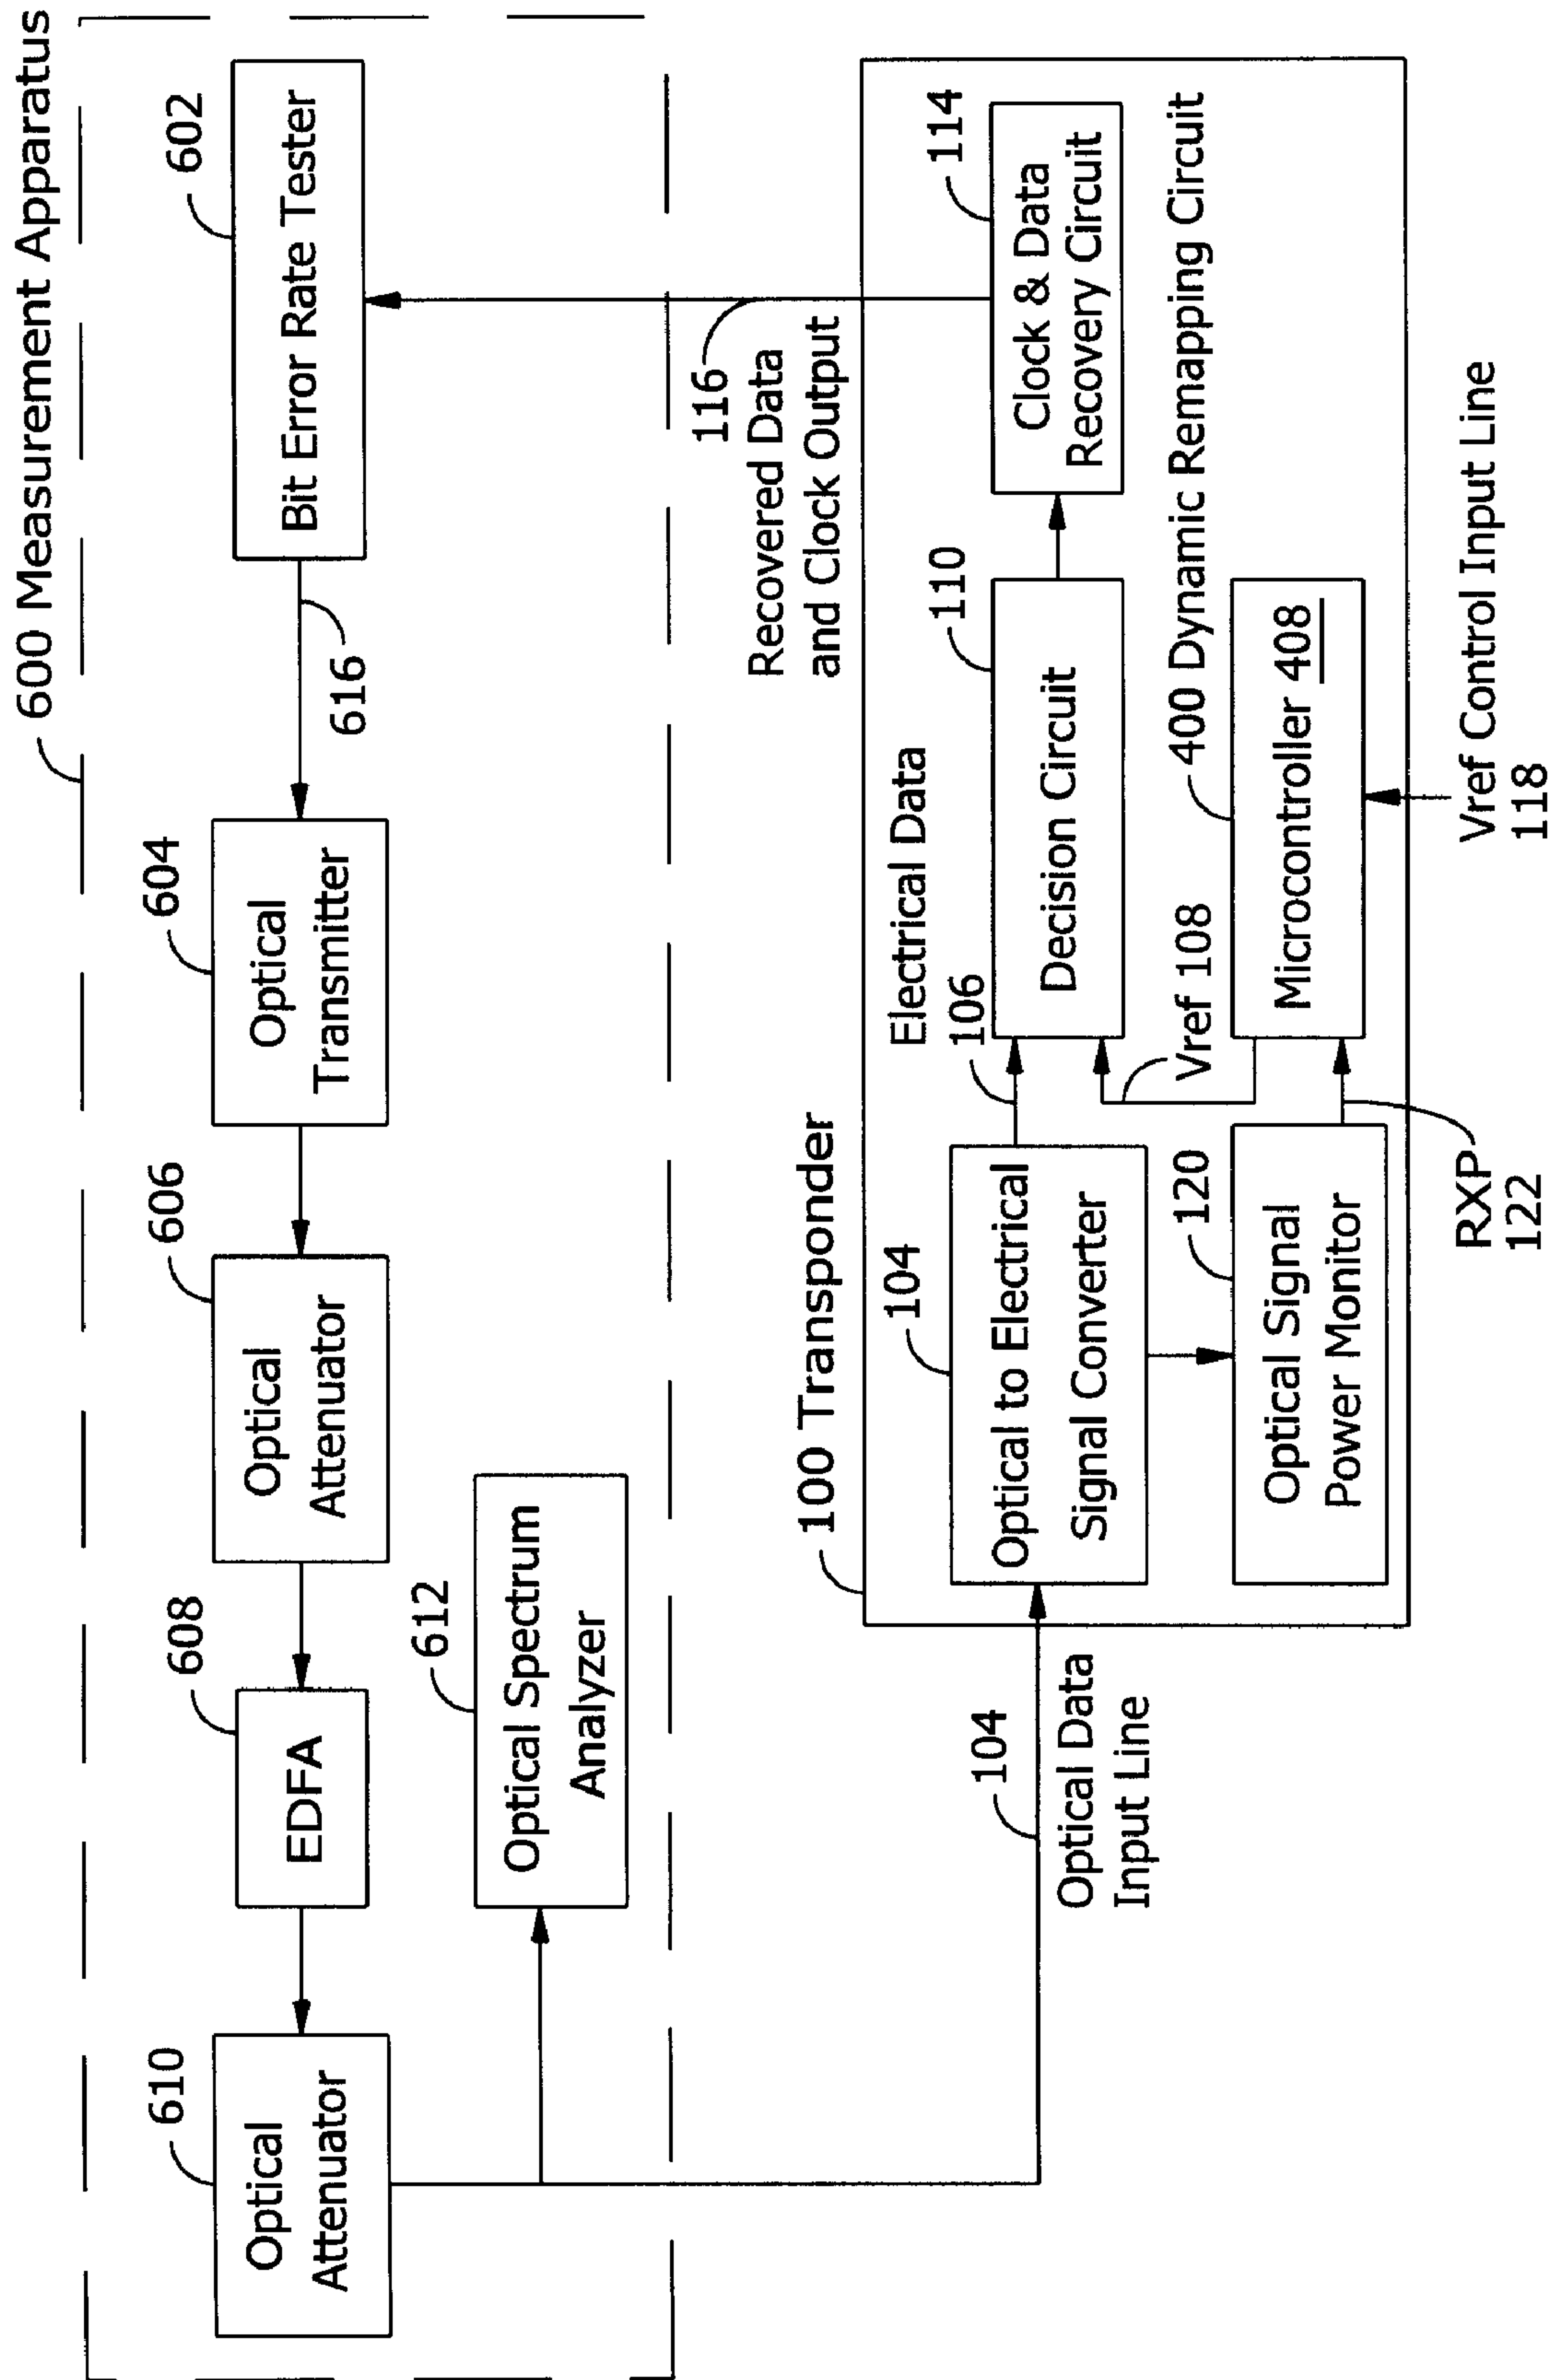 600 Measurement Apparatus
610
Optical
Attenuator
608
EDFA
606
Optical
Attenuator
604
Optical
Transmitter
616
602
Bit Error Rate Tester
612
Optical Spectrum
Analyzer
116
Recovered Data
and Clock Output
100 Transponder
104
Optical Data
Input Line
104
Optical to Electrical
Signal Converter
Electrical Data
106
110
Decision Circuit
114
Clock & Data
Recovery Circuit
Vref 108
120
Optical Signal
Power Monitor
400 Dynamic Remapping Circuit
Microcontroller 408
RXP
122
Vref Control Input Line
118